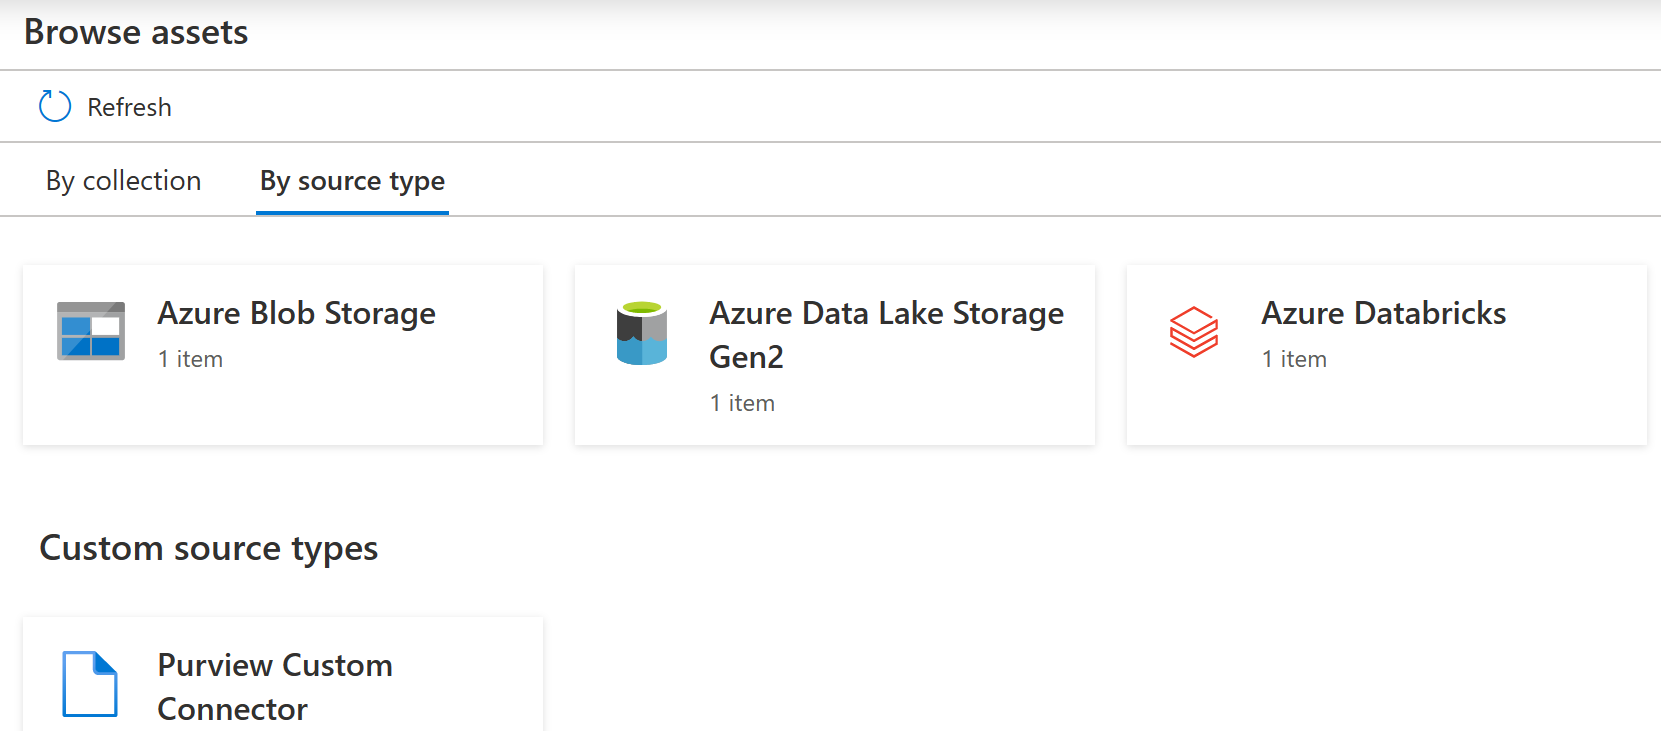 Browse assets
Refresh
By collection
By source type
Azure Blob Storage
1 item
Azure Data Lake Storage
Gen2
1 item
Azure Databricks
1 item
Custom source types
Purview Custom
Connector